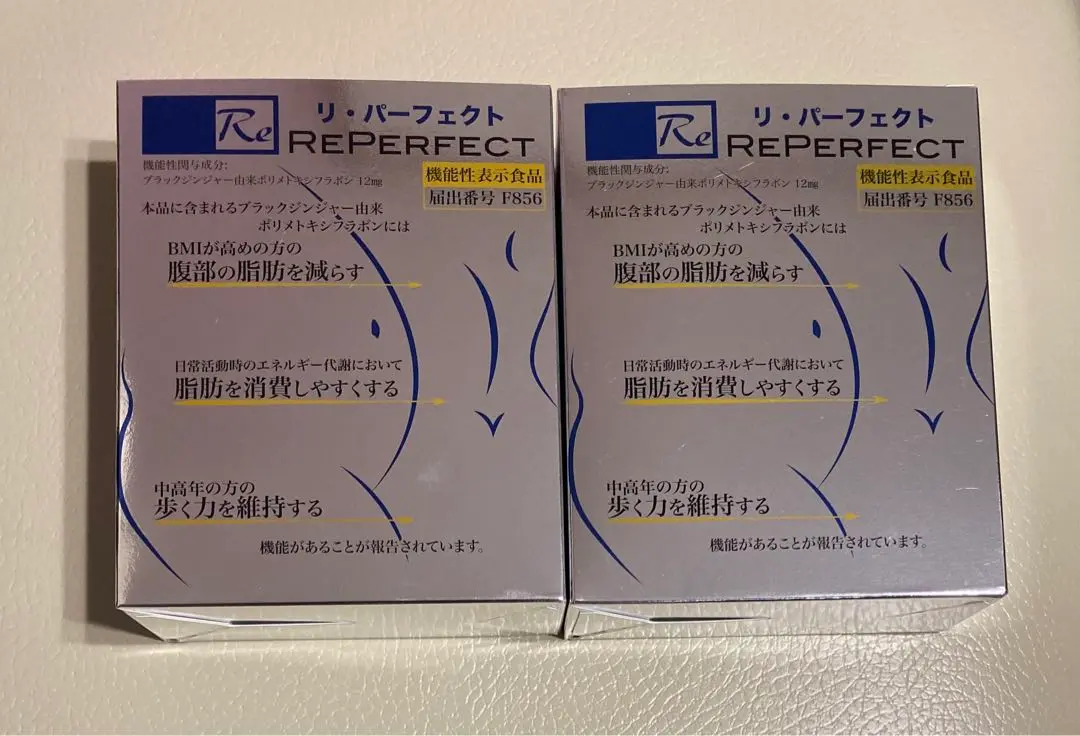 Re
リ・パーフェクト
REPERFECT
機能性関与成分:
ブラックジンジャー由来ポリメトキシフラボン 12mg
機能性表示食品
届出番号 F856
本品に含まれるブラックジンジャー由来
ポリメトキシフラボンには
BMIが高めの方の
腹部の脂肪を減らす
日常活動時のエネルギー代謝において
脂肪を消費しやすくする
中高年の方の
歩く力を維持する
機能があることが報告されています。
Re
リ・パーフェクト
REPERFECT
機能性関与成分:
ブラックジンジャー由来ポリメトキシフラボン 12mg
機能性表示食品
届出番号 F856
本品に含まれるブラックジンジャー由来
ポリメトキシフラボンには
BMIが高めの方の
腹部の脂肪を減らす
日常活動時のエネルギー代謝において
脂肪を消費しやすくする
中高年の方の
歩く力を維持する
機能があることが報告されています。